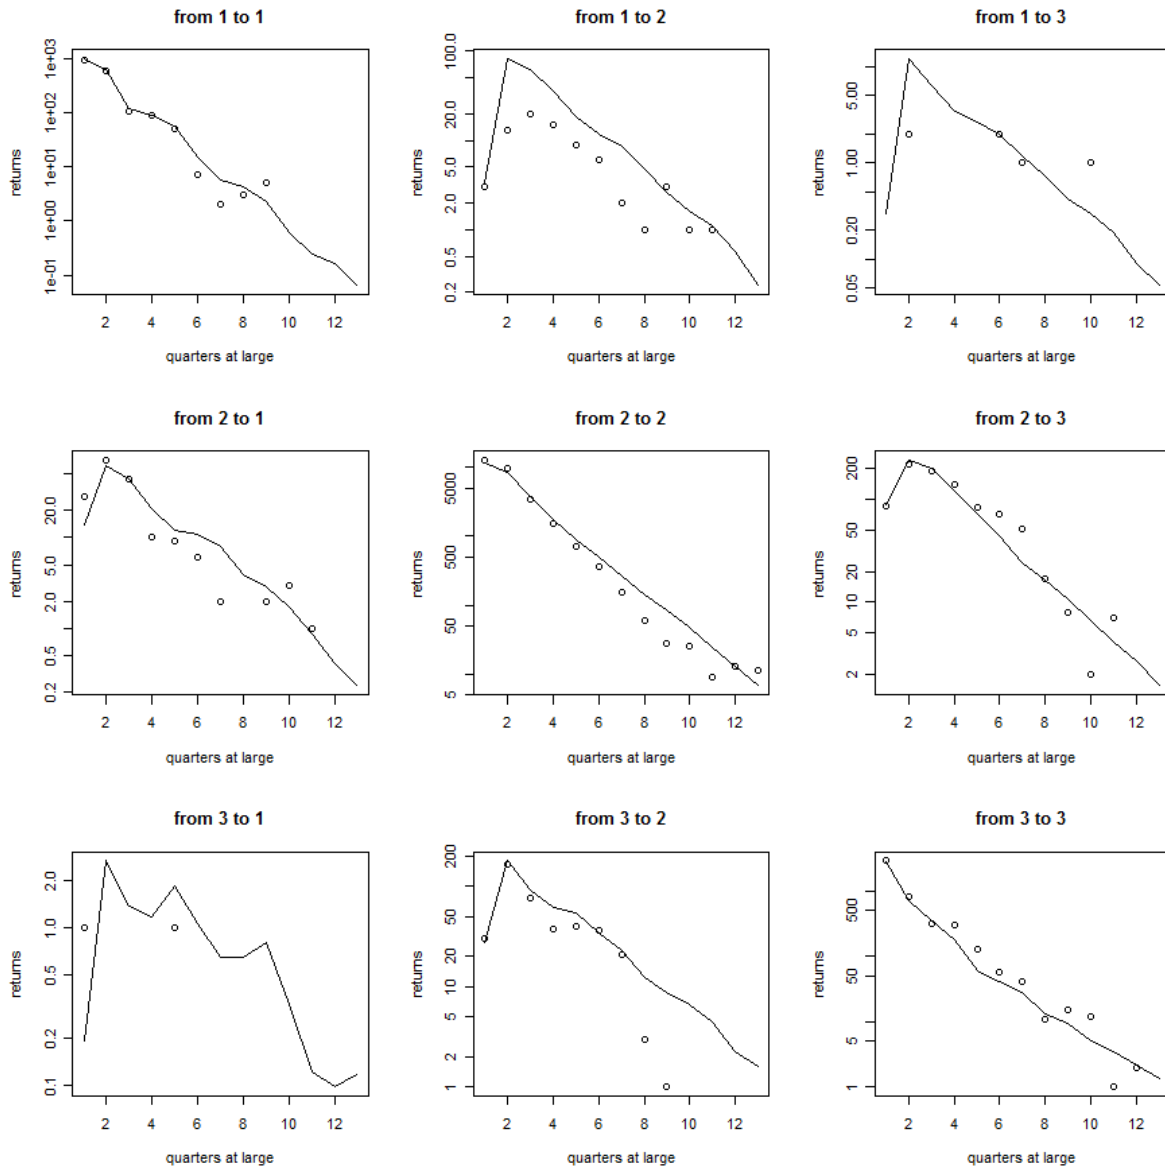 from 1 to 1
from 1 to 2
from 1 to 3
returns
1e+03
1e+02
1e+01
1e+00
1e-01
2 4 6 8 10 12
quarters at large
returns
100.0
20.0
5.0
2.0
0.5
0.2
2 4 6 8 10 12
quarters at large
returns
5.00
1.00
0.20
0.05
2 4 6 8 10 12
quarters at large
from 2 to 1
from 2 to 2
from 2 to 3
returns
20.0
5.0
2.0
0.5
0.2
2 4 6 8 10 12
quarters at large
returns
5000
500
50
5
2 4 6 8 10 12
quarters at large
returns
200
50
20
10
5
2
2 4 6 8 10 12
quarters at large
from 3 to 1
from 3 to 2
from 3 to 3
returns
2.0
1.0
0.5
0.2
0.1
2 4 6 8 10 12
quarters at large
returns
200
50
20
10
5
2
1
2 4 6 8 10 12
quarters at large
returns
500
50
5
1
2 4 6 8 10 12
quarters at large